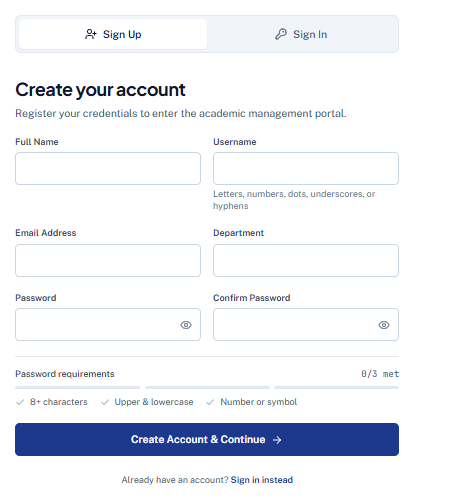 Sign Up
Sign In
Create your account
Register your credentials to enter the academic management portal.
Full Name
Username
Letters, numbers, dots, underscores, or
hyphens
Email Address
Department
Password
Confirm Password
Password requirements
0/3 met
8+ characters
Upper & lowercase
Number or symbol
Create Account & Continue →
Already have an account? Sign in instead